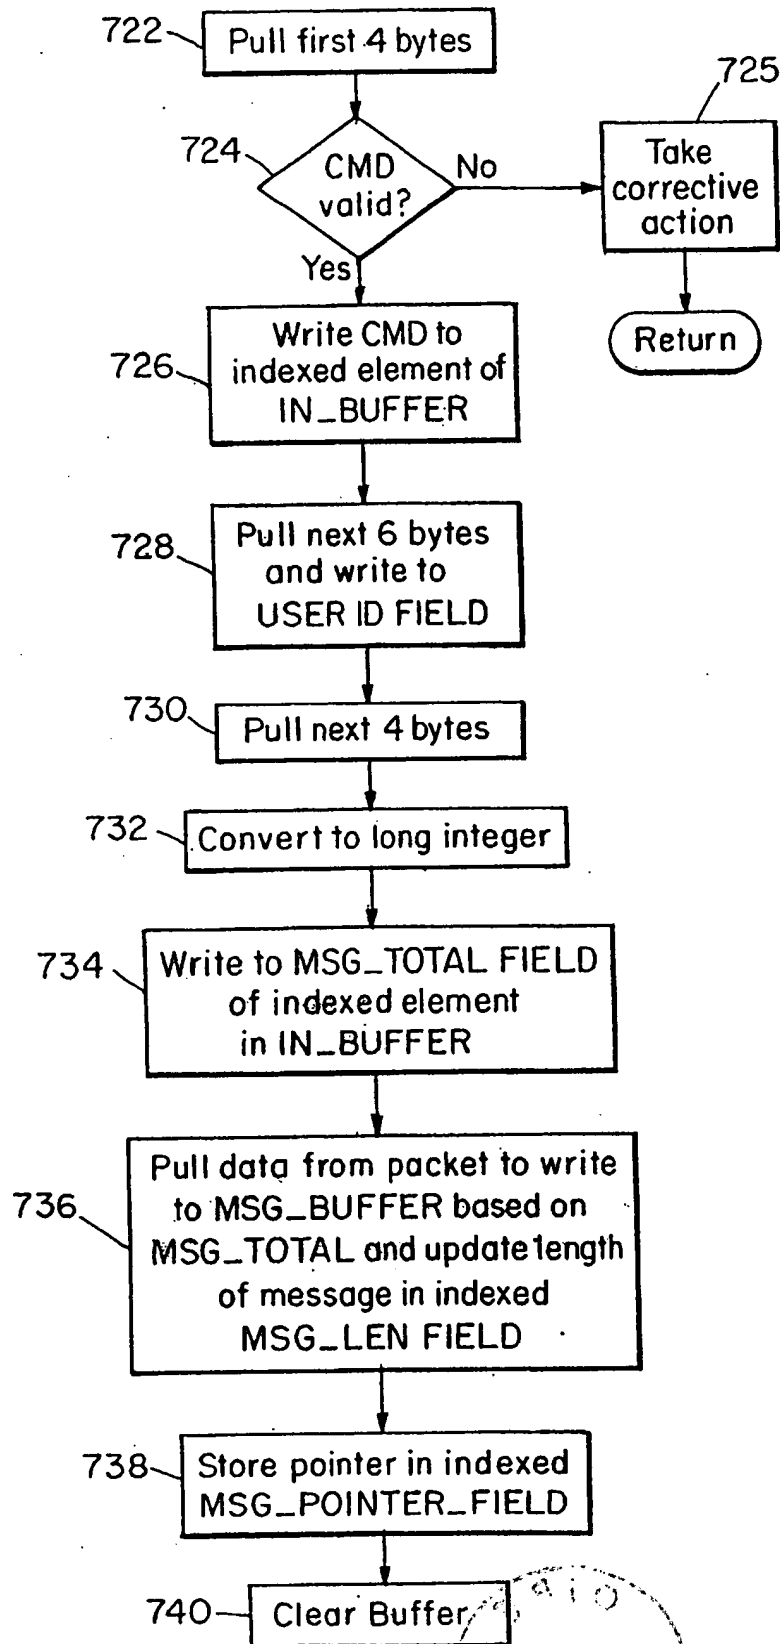 722
Pull first 4 bytes
725
724
CMD
valid?
No
Take
corrective
action
Yes
Return
726
Write CMD to
indexed element of
IN_BUFFER
728
Pull next 6 bytes
and write to
USER ID FIELD
730
Pull next 4 bytes
732
Convert to long integer
734
Write to MSG_TOTAL FIELD
of indexed element
in IN_BUFFER
736
Pull data from packet to write
to MSG_BUFFER based on
MSG_TOTAL and update length
of message in indexed
MSG_LEN FIELD
738
Store pointer in indexed
MSG_POINTER_FIELD
740
Clear Buffer